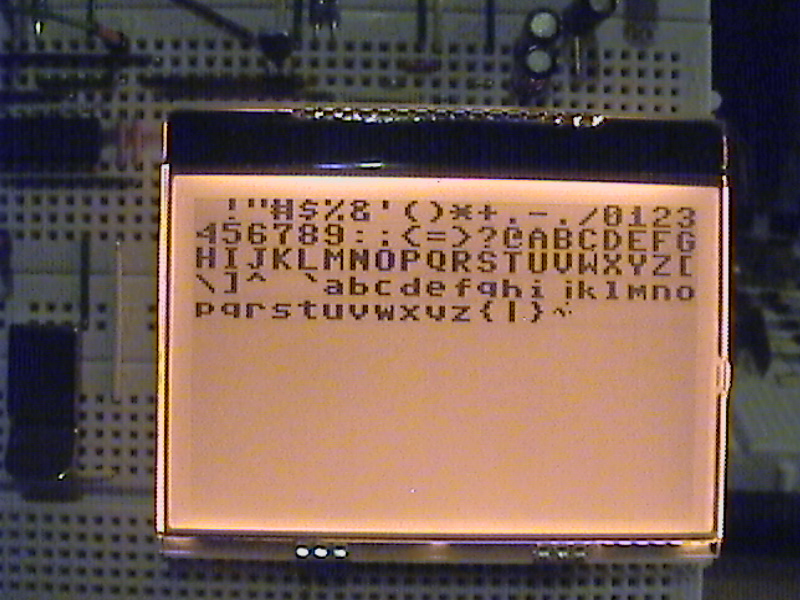 !"#$%&'()*+,-./0123
456789:;<=>?@ABCDEFG
HIJKLMNOPQRSTUVWXYZ[
\]^_`abcdefghijklmno
pqrstuvwxyz{|}~